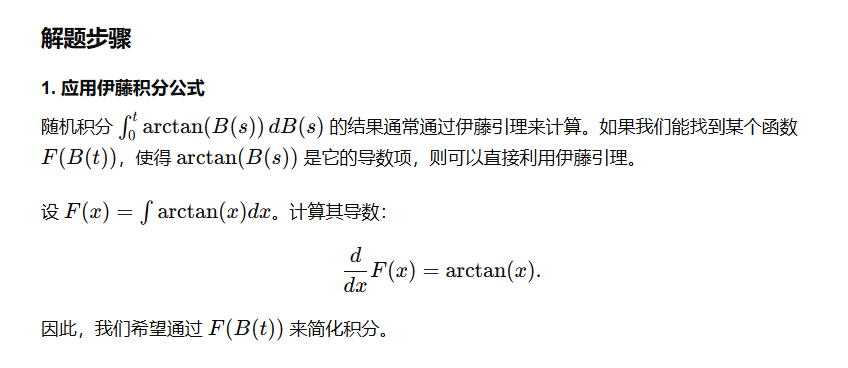 解题步骤
1. 应用伊藤积分公式
随机积分 $\int_0^t \arctan(B(s))\,dB(s)$ 的结果通常通过伊藤引理来计算。如果我们能找到某个函数
$F(B(t))$，使得 $\arctan(B(s))$ 是它的导数项，则可以直接利用伊藤引理。
设 $F(x) = \int \arctan(x)dx$。计算其导数：
$\frac{d}{dx}F(x) = \arctan(x).$
因此，我们希望通过 $F(B(t))$ 来简化积分。